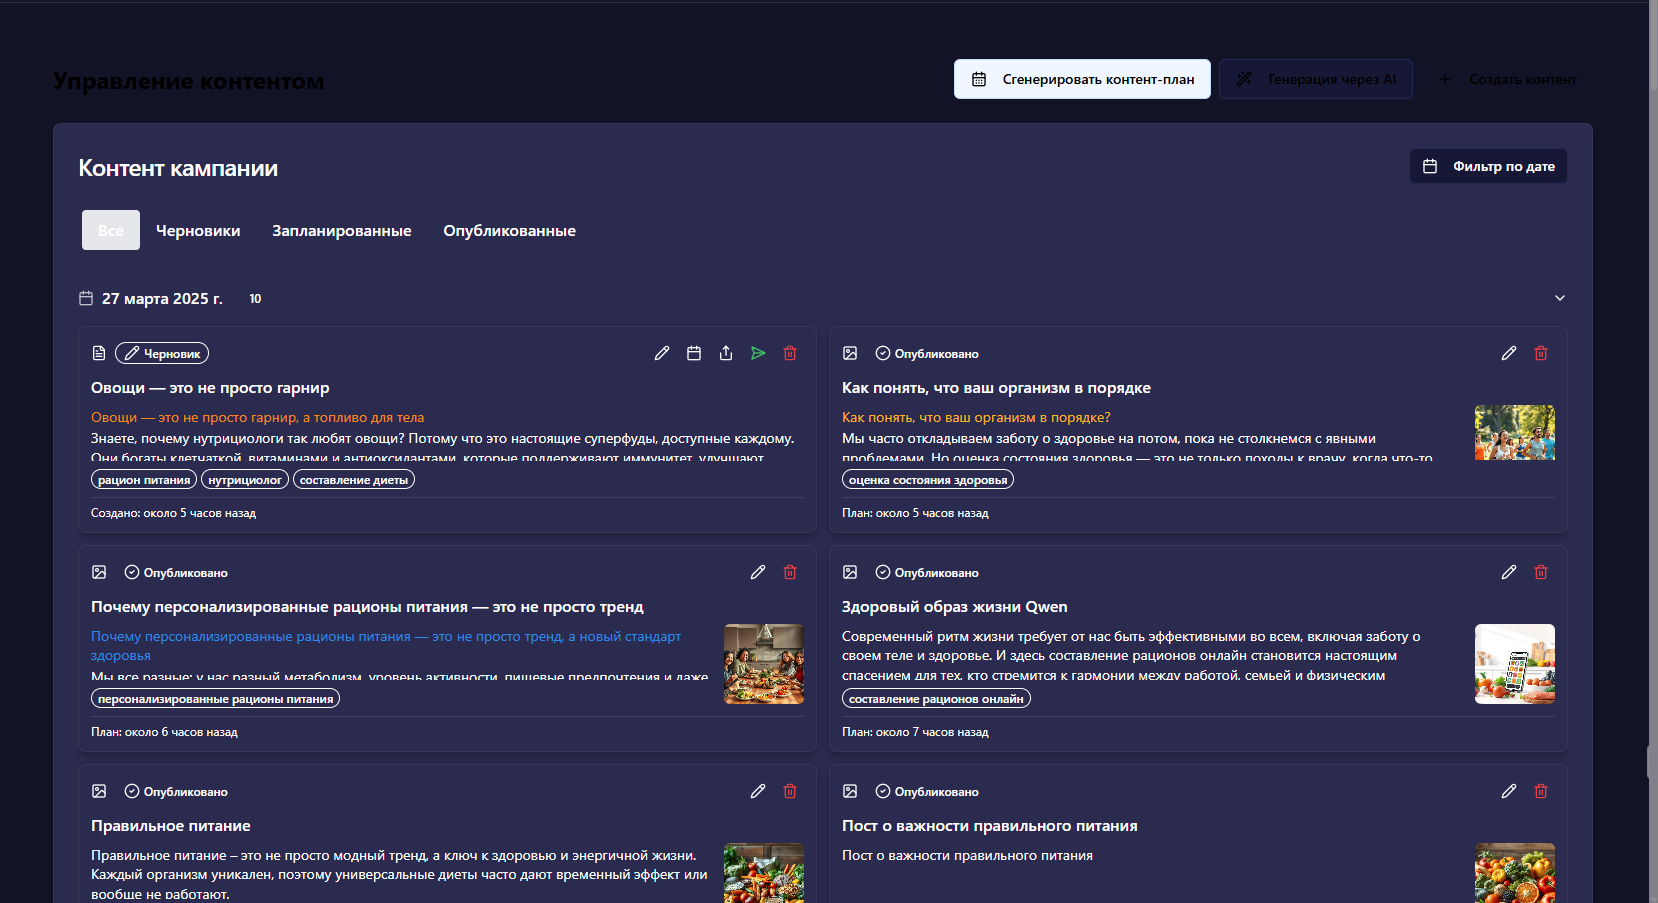 Управление контентом
Сгенерировать контент-план
Генерация через AI
Создать контент
Контент кампании
Фильтр по дате
Все
Черновики
Запланированные
Опубликованные
27 марта 2025 г.
10
Черновик
Овощи — это не просто гарнир
Овощи — это не просто гарнир, а топливо для тела
Знаете, почему нутрициологи так любят овощи? Потому что это настоящие суперфуды, доступные каждому.
Они богаты клетчаткой, витаминами и антиоксидантами, которые поддерживают иммунитет, улучшают
рацион питания
нутрициолог
составление диеты
Создано: около 5 часов назад
Опубликовано
Как понять, что ваш организм в порядке
Как понять, что ваш организм в порядке?
Мы часто откладываем заботу о здоровье на потом, пока не столкнемся с явными
проблемами. Но оценка состояния здоровья — это не только походы к врачу, когда что-то
оценка состояния здоровья
План: около 5 часов назад
Опубликовано
Почему персонализированные рационы питания — это не просто тренд
Почему персонализированные рационы питания — это не просто тренд, а новый стандарт
здоровья
Мы все разные: у нас разный метаболизм, уровень активности, пищевые предпочтения и даже
персонализированные рационы питания
План: около 6 часов назад
Опубликовано
Здоровый образ жизни Qwen
Современный ритм жизни требует от нас быть эффективными во всем, включая заботу о
своем теле и здоровье. И здесь составление рационов онлайн становится настоящим
спасением для тех, кто стремится к гармонии между работой, семьей и физическим
составление рационов онлайн
План: около 7 часов назад
Опубликовано
Правильное питание
Правильное питание – это не просто модный тренд, а ключ к здоровью и энергичной жизни.
Каждый организм уникален, поэтому универсальные диеты часто дают временный эффект или
вообще не работают.
Опубликовано
Пост о важности правильного питания
Пост о важности правильного питания